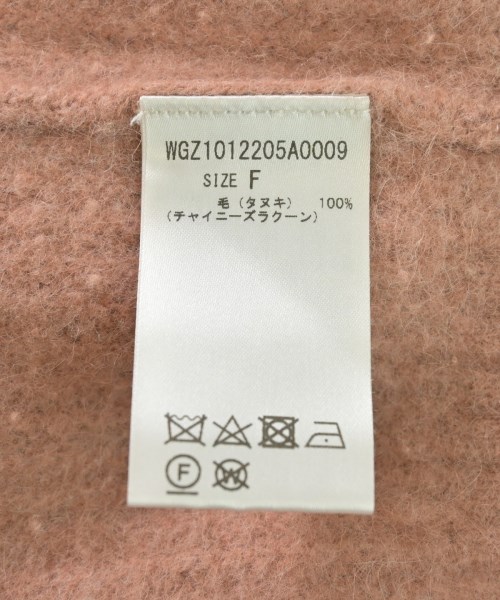 WGZ1012205A0009
SIZE F
毛（タヌキ） 100%
（チャイニーズラクーン）
F
W